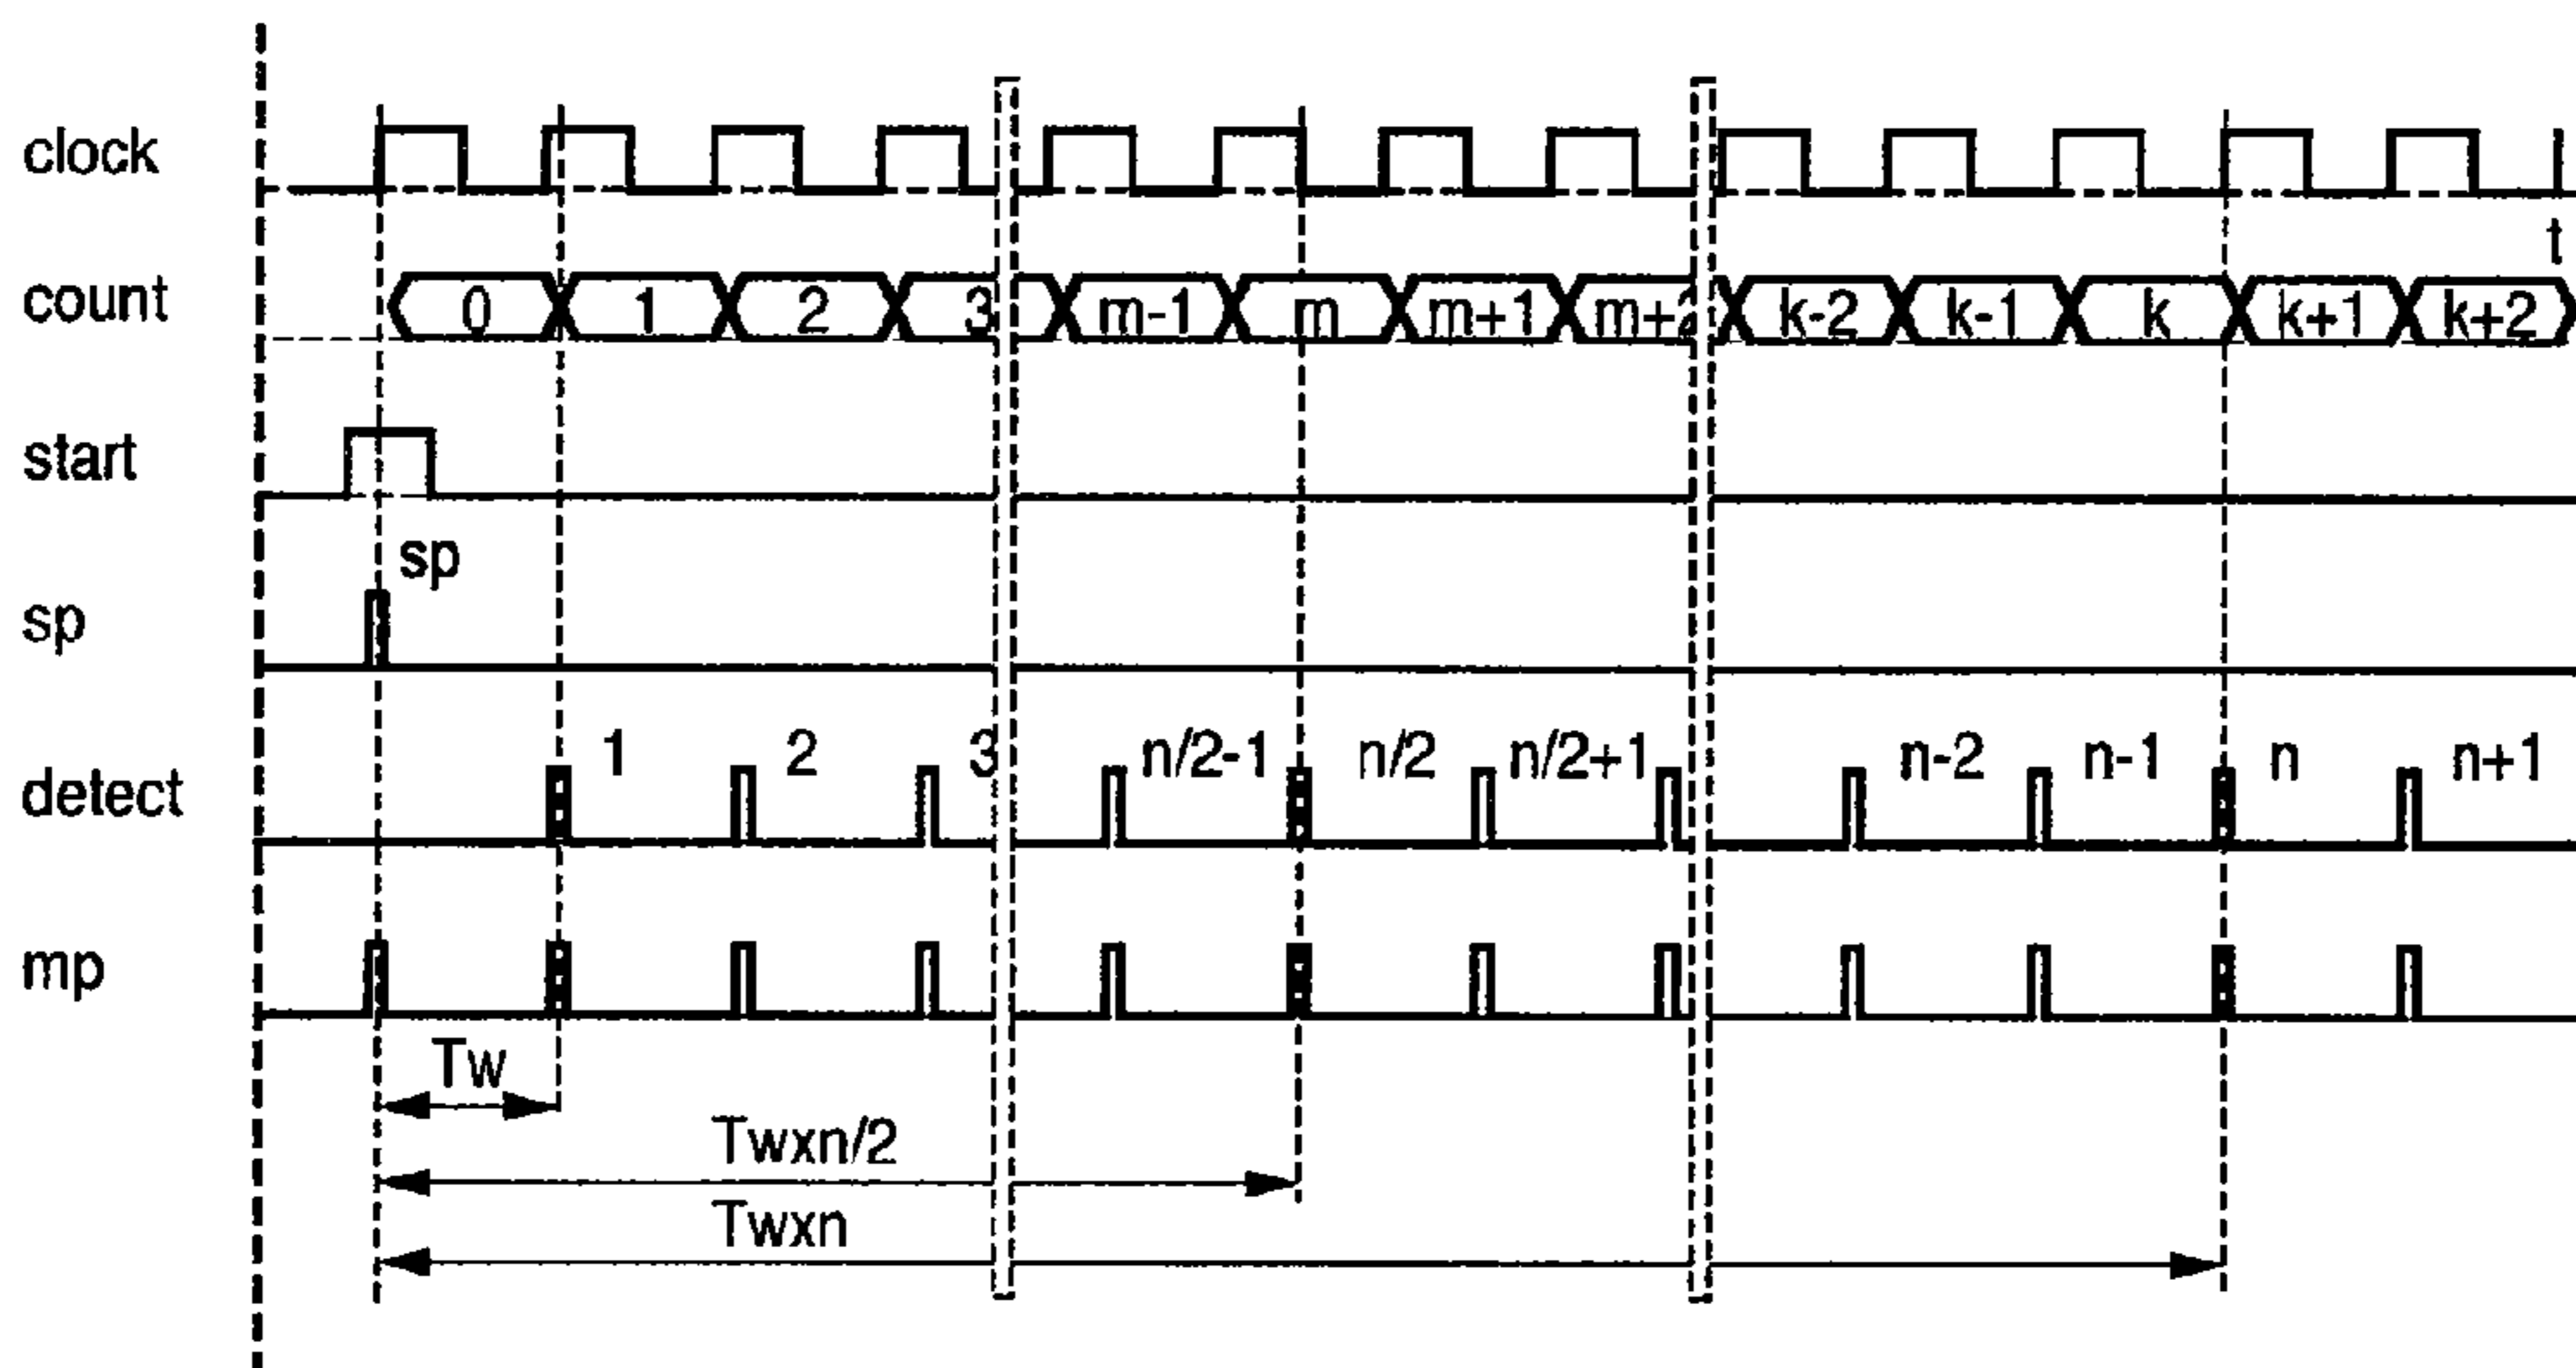 clock
t
count 0 1 2 3 m-1 m m+1 m+2 k-2 k-1 k k+1 k+2
start
sp
sp
1 2 3 n/2-1 n/2 n/2+1 n-2 n-1 n n+1
detect
mp
Tw
Twxn/2
Twxn